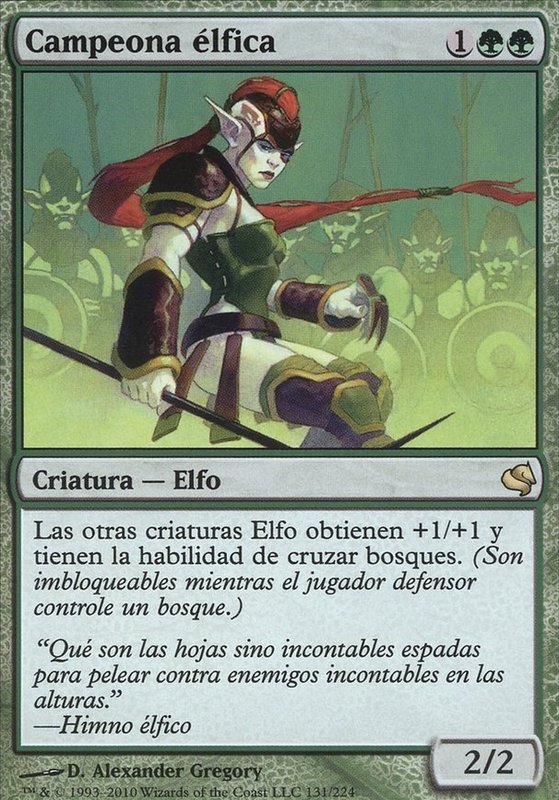 Campeona élfica 1
Criatura — Elfo
Las otras criaturas Elfo obtienen +1/+1 y
tienen la habilidad de cruzar bosques. (Son
imbloqueables mientras el jugador defensor
controle un bosque.)
“Qué son las hojas sino incontables espadas
para pelear contra enemigos incontables en las
alturas.”
—Himno élfico
D. Alexander Gregory
™ & © 1993–2010 Wizards of the Coast LLC 131/224
2/2